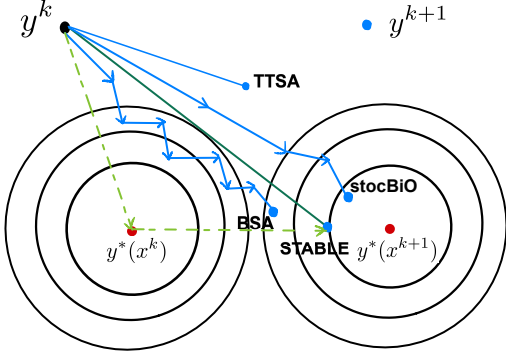 y^k
y^{k+1}
TTSA
stocBiO
BSA
STABLE
y^*(x^k)
y^*(x^{k+1})